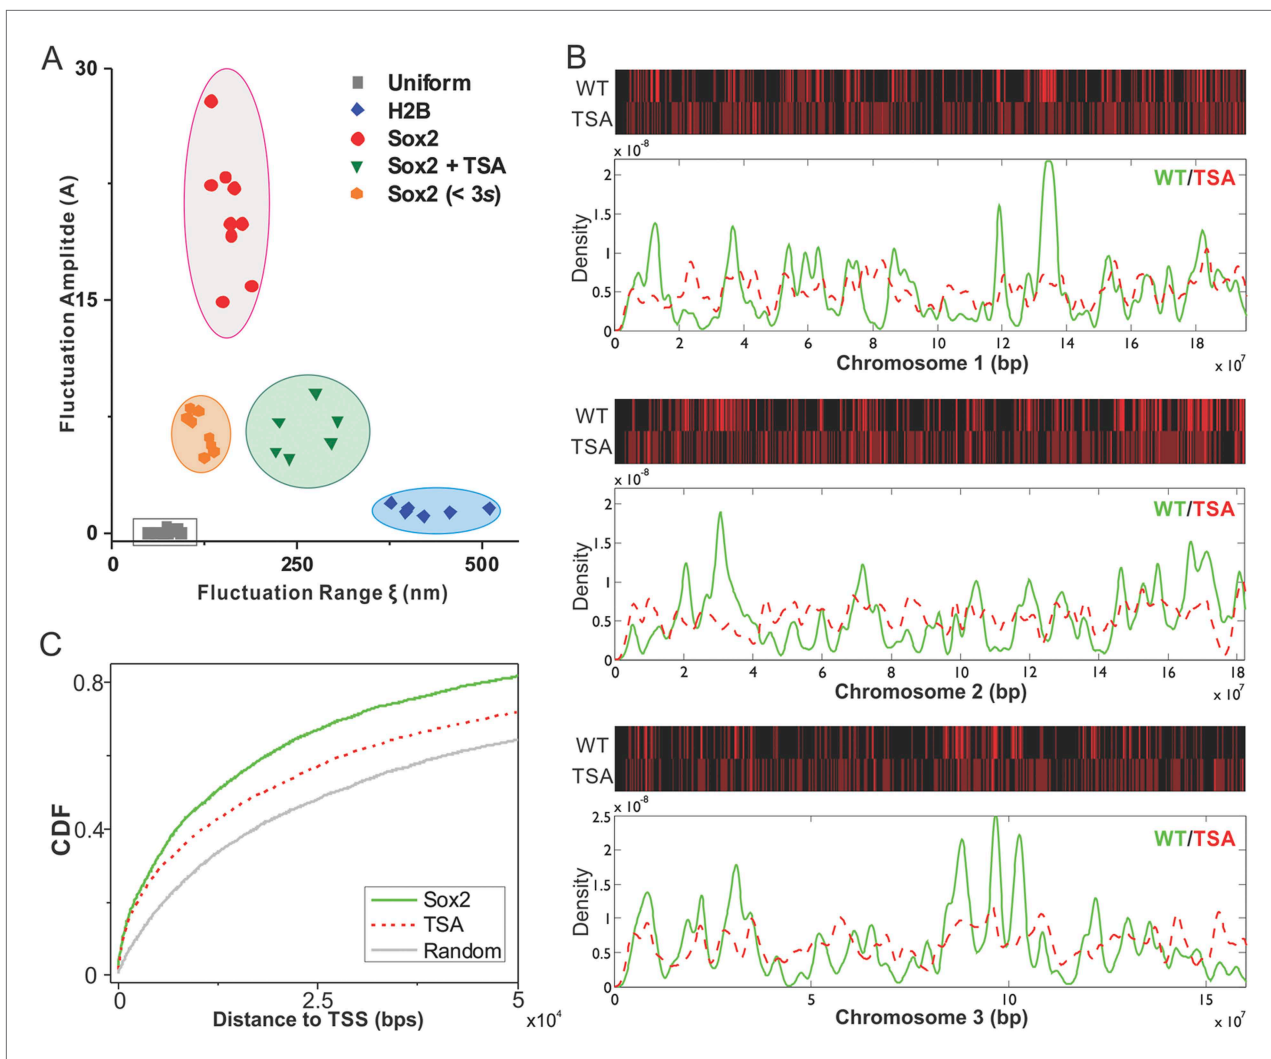 A
30
15
0
0
250
500
Fluctuation Amplitde (A)
Fluctuation Range ξ (nm)
Uniform
H2B
Sox2
Sox2 + TSA
Sox2 (< 3s)
B
WT
TSA
x 10⁻⁸
WT/TSA
2
1.5
1
0.5
0
Density
0 2 4 6 8 10 12 14 16 18
Chromosome 1 (bp)
x 10⁷
WT
TSA
x 10⁻⁸
WT/TSA
2
1.5
1
0.5
0
Density
0 2 4 6 8 10 12 14 16 18
Chromosome 2 (bp)
x 10⁷
WT
TSA
x 10⁻⁸
WT/TSA
2.5
2
1.5
1
0.5
0
Density
0 5 10 15
Chromosome 3 (bp)
x 10⁷
C
0.8
0.4
0
CDF
Sox2
TSA
Random
0 2.5 5
Distance to TSS (bps)
x10⁴